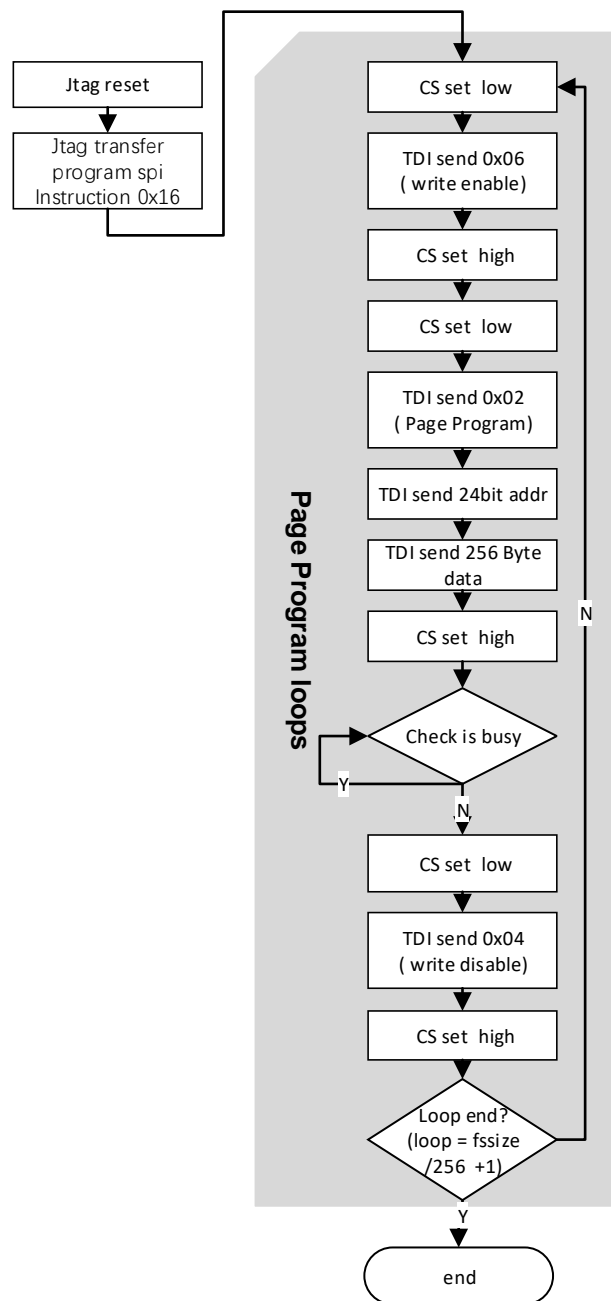 Jtag reset
Jtag transfer
program spi
Instruction 0x16
Page Program loops
CS set low
TDI send 0x06
( write enable)
CS set high
CS set low
TDI send 0x02
( Page Program)
TDI send 24bit addr
TDI send 256 Byte
data
CS set high
Check is busy
Y
N
CS set low
TDI send 0x04
( write disable)
CS set high
Loop end?
(loop = fssize
/256 +1)
N
Y
end